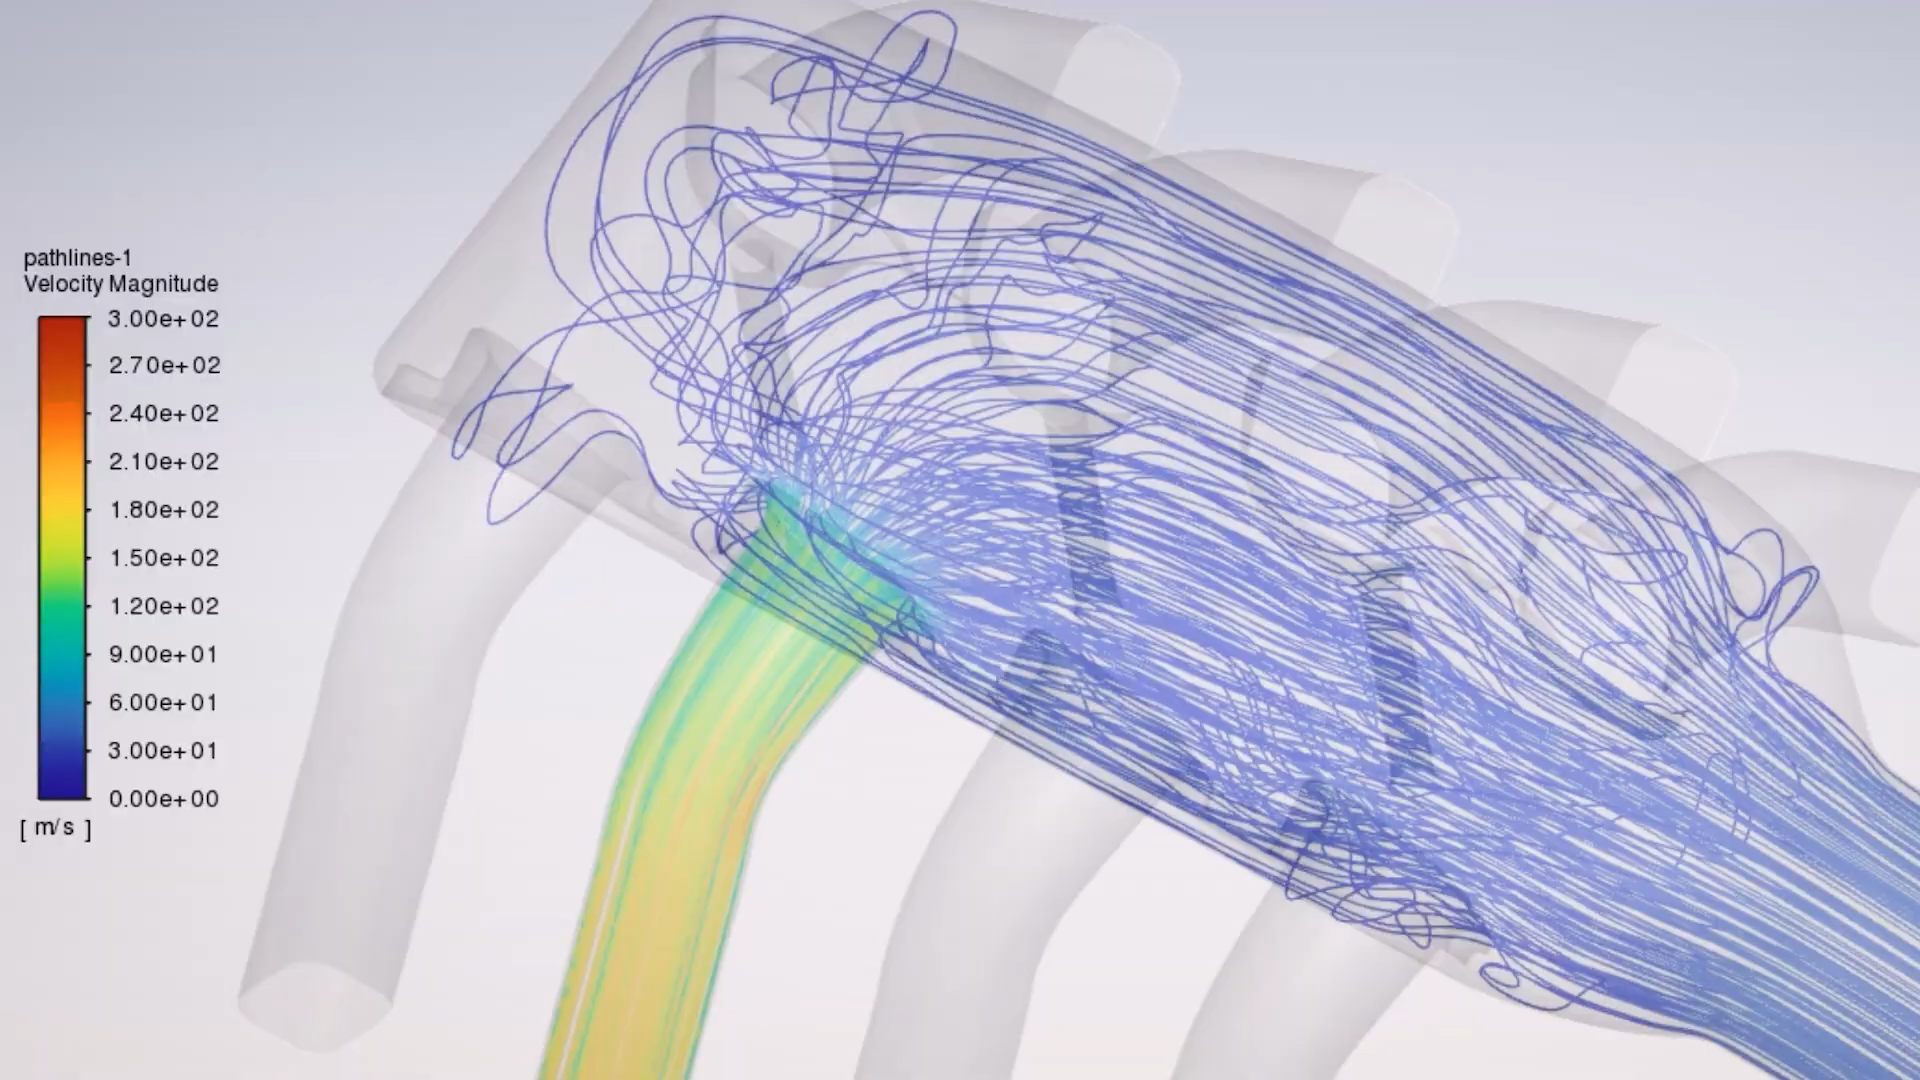 pathlines-1
Velocity Magnitude
3.00e+02
2.70e+02
2.40e+02
2.10e+02
1.80e+02
1.50e+02
1.20e+02
9.00e+01
6.00e+01
3.00e+01
0.00e+00
[ m/s ]